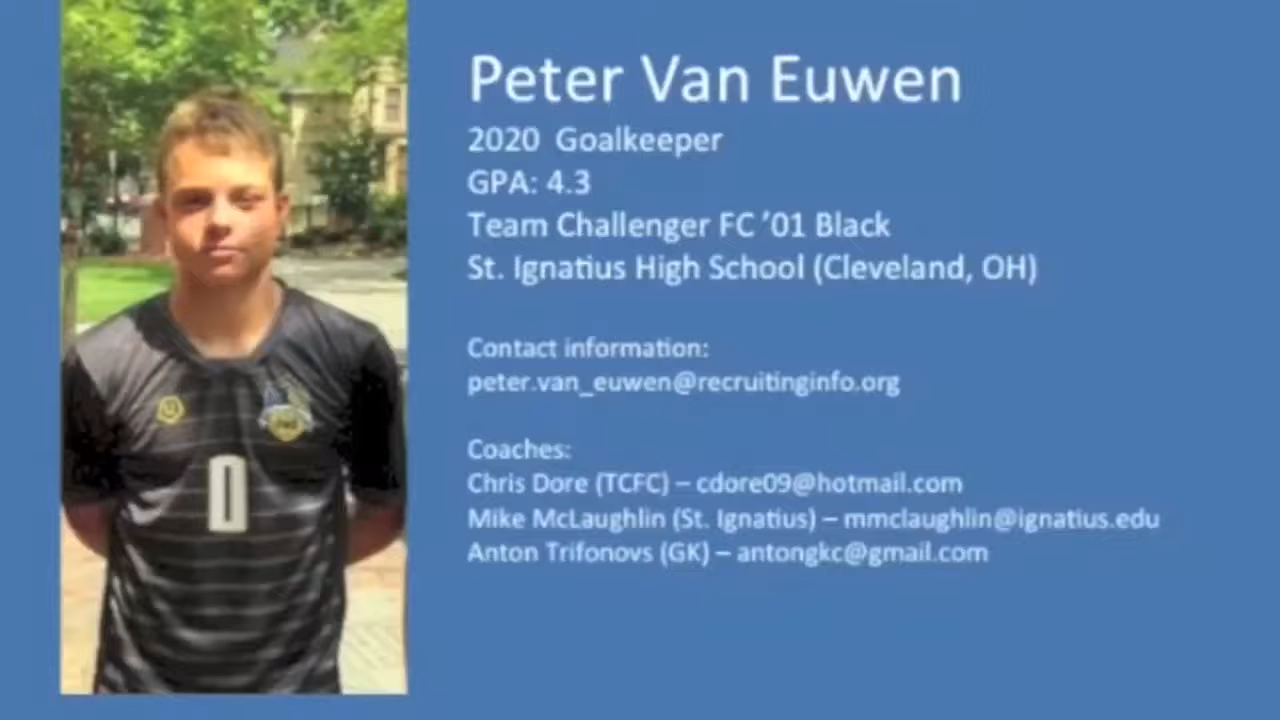 Peter Van Euwen
2020 Goalkeeper
GPA: 4.3
Team Challenger FC ’01 Black
St. Ignatius High School (Cleveland, OH)
Contact information:
peter.van_euwen@recruitinginfo.org
Coaches:
Chris Dore (TCFC) – cdore09@hotmail.com
Mike McLaughlin (St. Ignatius) – mmclaughlin@ignatius.edu
Anton Trifonovs (GK) – antongkc@gmail.com
0